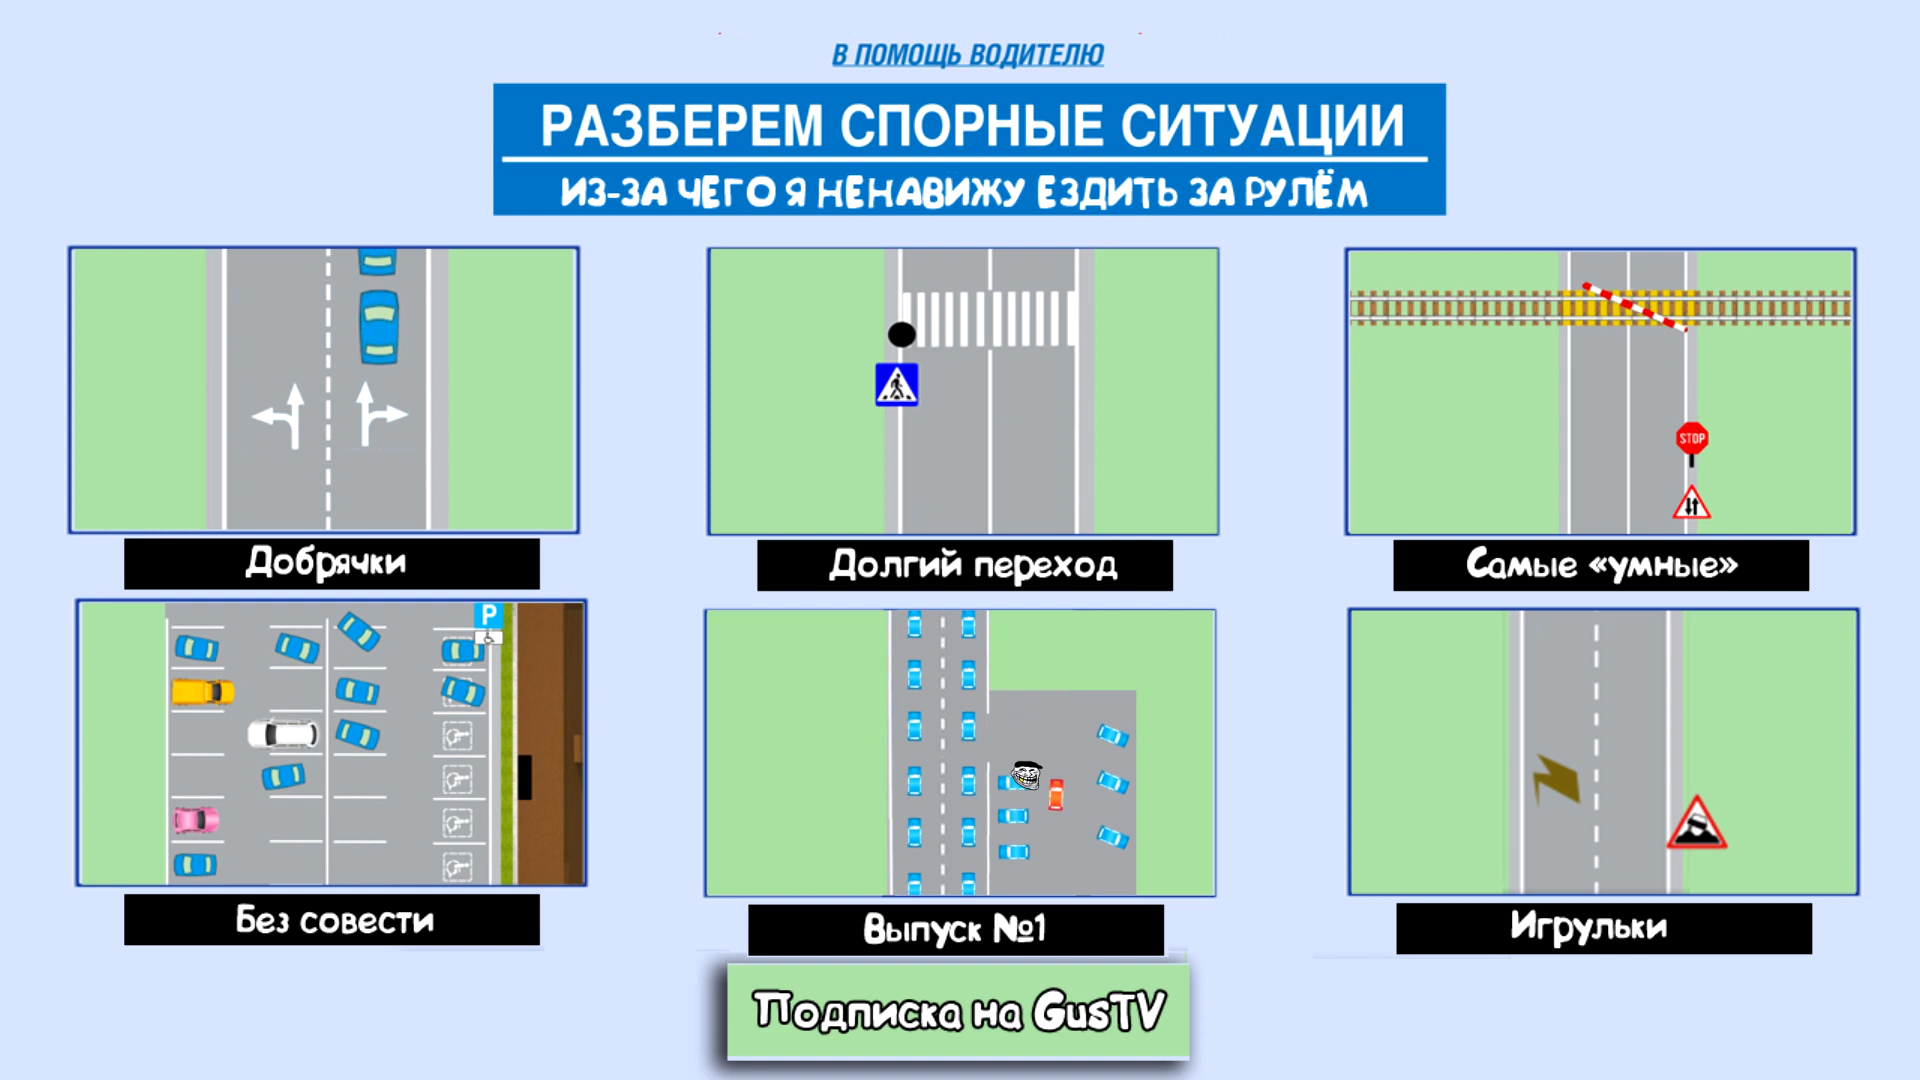 В ПОМОЩЬ ВОДИТЕЛЮ
РАЗБЕРЕМ СПОРНЫЕ СИТУАЦИИ
ИЗ-ЗА ЧЕГО Я НЕНАВИЖУ ЕЗДИТЬ ЗА РУЛЁМ
STOP
Добрячки
Долгий переход
Самые «умные»
P
Без совести
Выпуск №1
Игрульки
Подписка на GusTV